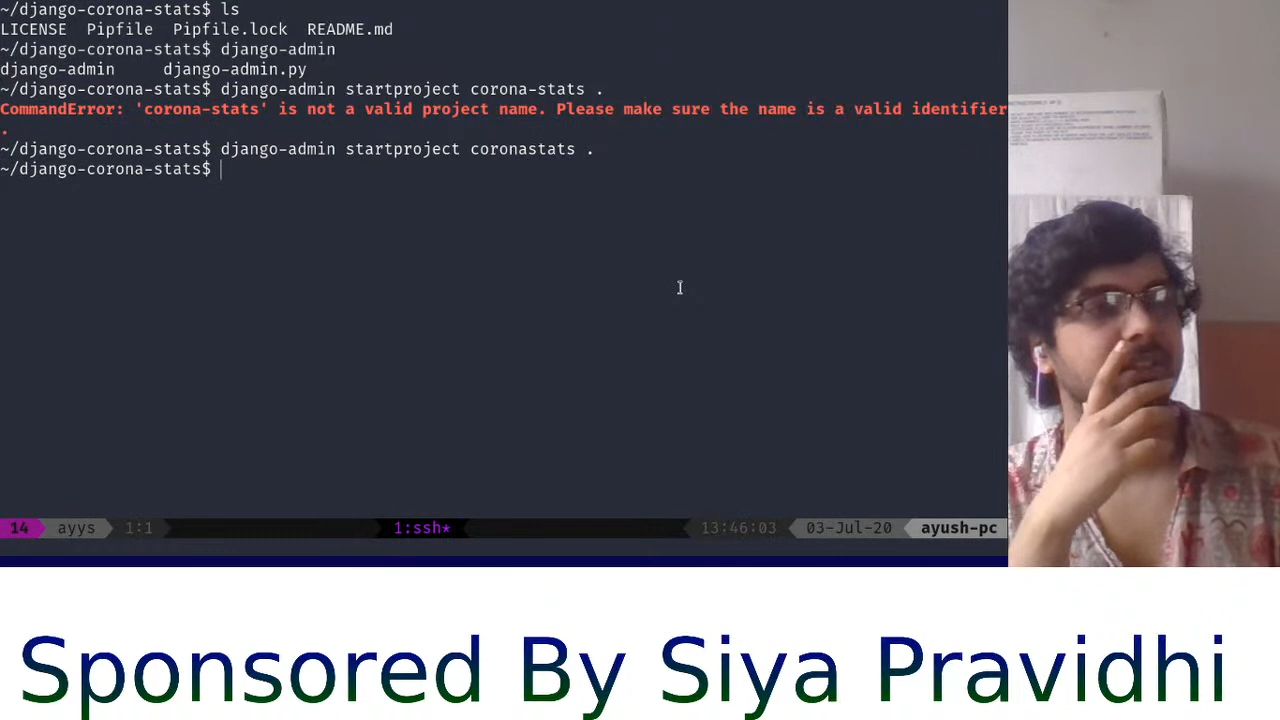 ~/django-corona-stats$ ls
LICENSE  Pipfile  Pipfile.lock  README.md
~/django-corona-stats$ django-admin
django-admin     django-admin.py
~/django-corona-stats$ django-admin startproject corona-stats .
CommandError: 'corona-stats' is not a valid project name. Please make sure the name is a valid identifier
.
~/django-corona-stats$ django-admin startproject coronastats .
~/django-corona-stats$
14 ayys 1:1 1:ssh* 13:46:03 03-Jul-20 ayush-pc
Sponsored By Siya Pravidhi